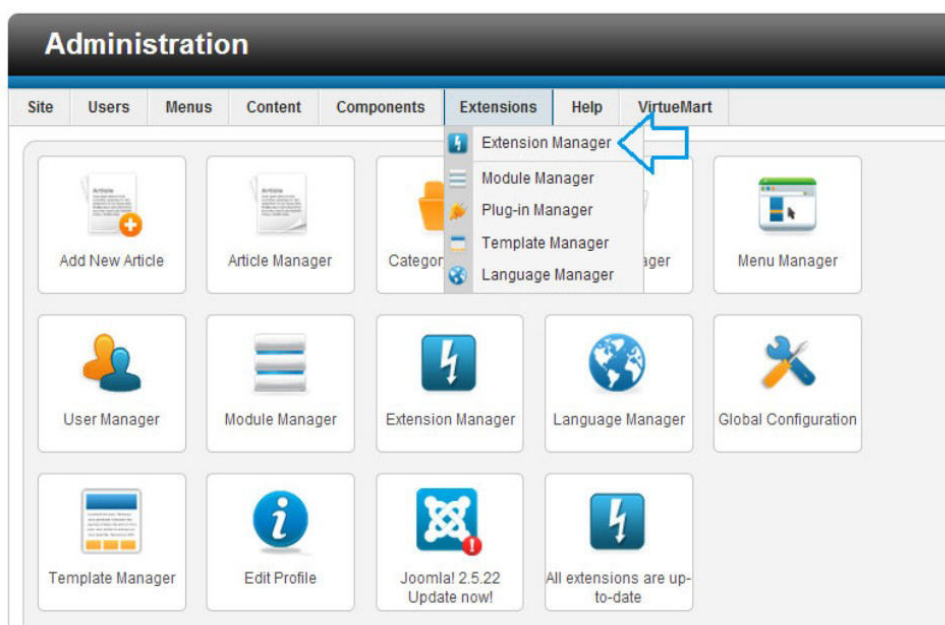 Administration
Site Users Menus Content Components Extensions Help VirtueMart
Extension Manager
Module Manager
Plug-in Manager
Template Manager
Language Manager
Add New Article
Article Manager
Menu Manager
User Manager
Module Manager
Extension Manager
Language Manager
Global Configuration
Template Manager
Edit Profile
Joomla! 2.5.22
Update now!
All extensions are up-
to-date